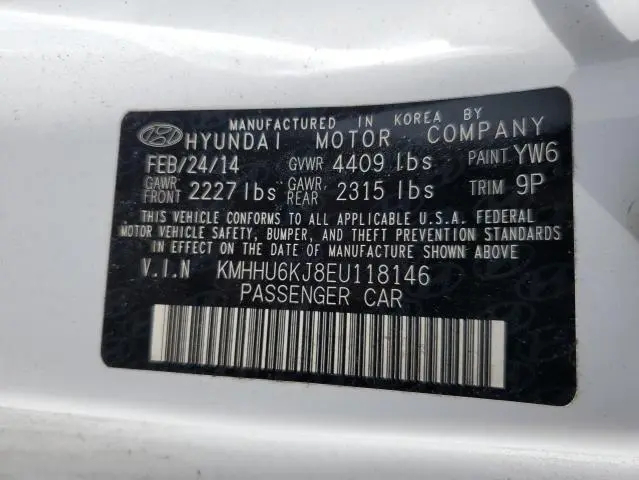 MANUFACTURED IN KOREA BY
HYUNDAI MOTOR COMPANY
FEB/24/14 GVWR 4409 lbs PAINT YW6
GAWR FRONT 2227 lbs GAWR REAR 2315 lbs TRIM 9P
THIS VEHICLE CONFORMS TO ALL APPLICABLE U.S.A. FEDERAL
MOTOR VEHICLE SAFETY, BUMPER, AND THEFT PREVENTION STANDARDS
IN EFFECT ON THE DATE OF MANUFACTURE SHOWN ABOVE
V.I.N KMHHU6KJ8EU118146
PASSENGER CAR